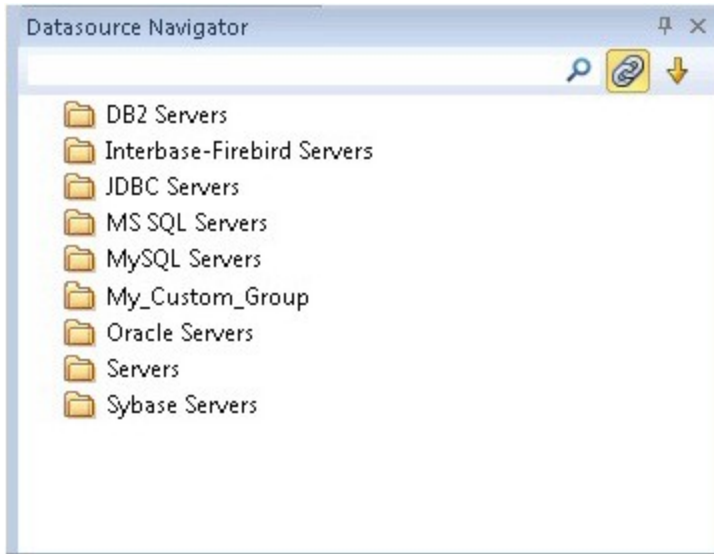 Datasource Navigator
DB2 Servers
Interbase-Firebird Servers
JDBC Servers
MS SQL Servers
MySQL Servers
My_Custom_Group
Oracle Servers
Servers
Sybase Servers